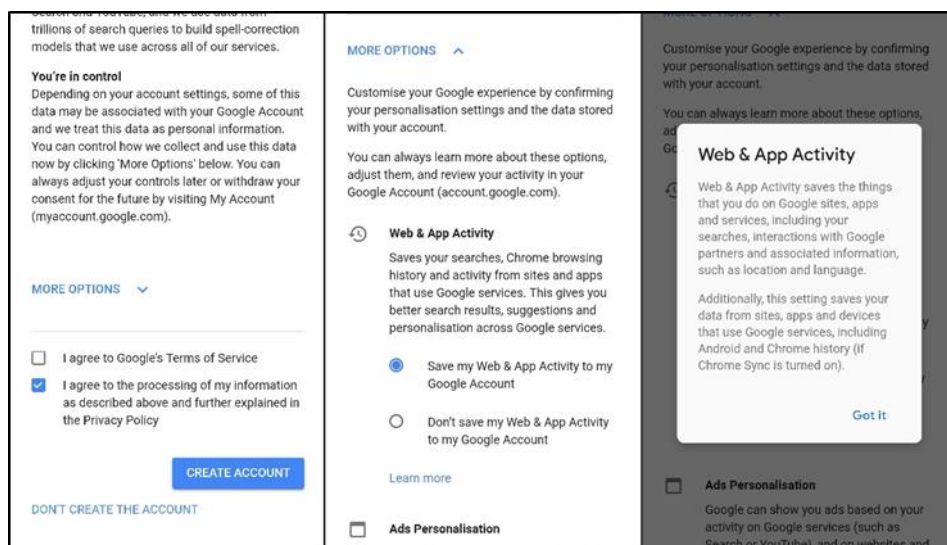 Search and YouTube, and we use data from
trillions of search queries to build spell-correction
models that we use across all of our services.
You're in control
Depending on your account settings, some of this
data may be associated with your Google Account
and we treat this data as personal information.
You can control how we collect and use this data
now by clicking 'More Options' below. You can
always adjust your controls later or withdraw your
consent for the future by visiting My Account
(myaccount.google.com).
MORE OPTIONS
I agree to Google's Terms of Service
I agree to the processing of my information
as described above and further explained in
the Privacy Policy
CREATE ACCOUNT
DON'T CREATE THE ACCOUNT
MORE OPTIONS
Customise your Google experience by confirming
your personalisation settings and the data stored
with your account.
You can always learn more about these options,
adjust them, and review your activity in your
Google Account (account.google.com).
Web & App Activity
Saves your searches, Chrome browsing
history and activity from sites and apps
that use Google services. This gives you
better search results, suggestions and
personalisation across Google services.
Save my Web & App Activity to my
Google Account
Don't save my Web & App Activity
to my Google Account
Learn more
Ads Personalisation
MORE OPTIONS
Customise your Google experience by confirming
your personalisation settings and the data stored
with your account.
You can always learn more about these options,
Web & App Activity
Web & App Activity saves the things
that you do on Google sites, apps
and services, including your
searches, interactions with Google
partners and associated information,
such as location and language.
Additionally, this setting saves your
data from sites, apps and devices
that use Google services, including
Android and Chrome history (if
Chrome Sync is turned on).
Got it
Ads Personalisation
Google can show you ads based on your
activity on Google services (such as
Search or YouTube), and on websites and